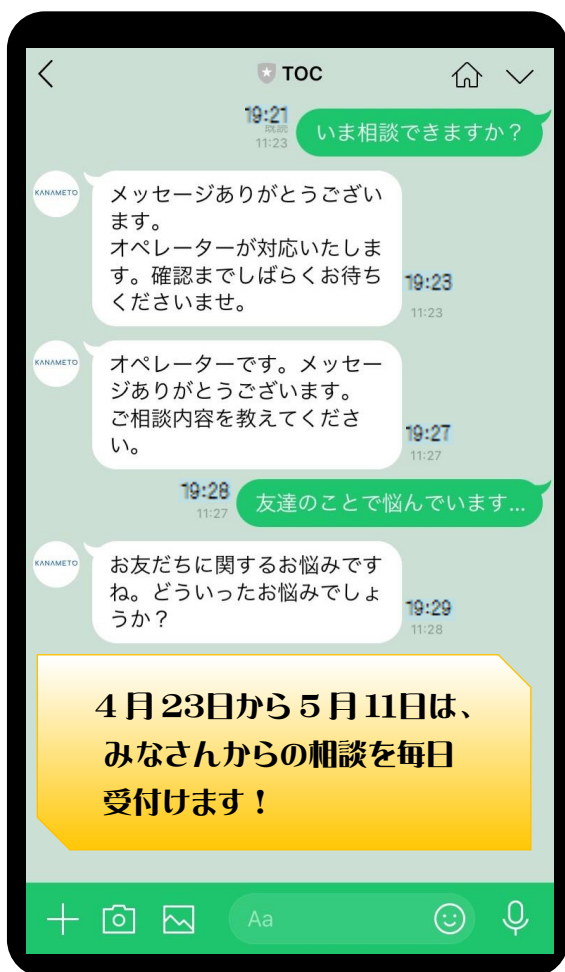 TOC
19:21
既読
11:23
いま相談できますか？
KANAMETO
メッセージありがとうござい
ます。
オペレーターが対応いたしま
す。確認までしばらくお待ち
くださいませ。
19:23
11:23
KANAMETO
オペレーターです。メッセー
ジありがとうございます。
ご相談内容を教えてくださ
い。
19:27
11:27
19:28
11:27
友達のことで悩んでいます...
KANAMETO
お友だちに関するお悩みです
ね。どういったお悩みでしょ
うか？
19:29
11:28
４月23日から５月11日は、
みなさんからの相談を毎日
受付けます！
Aa